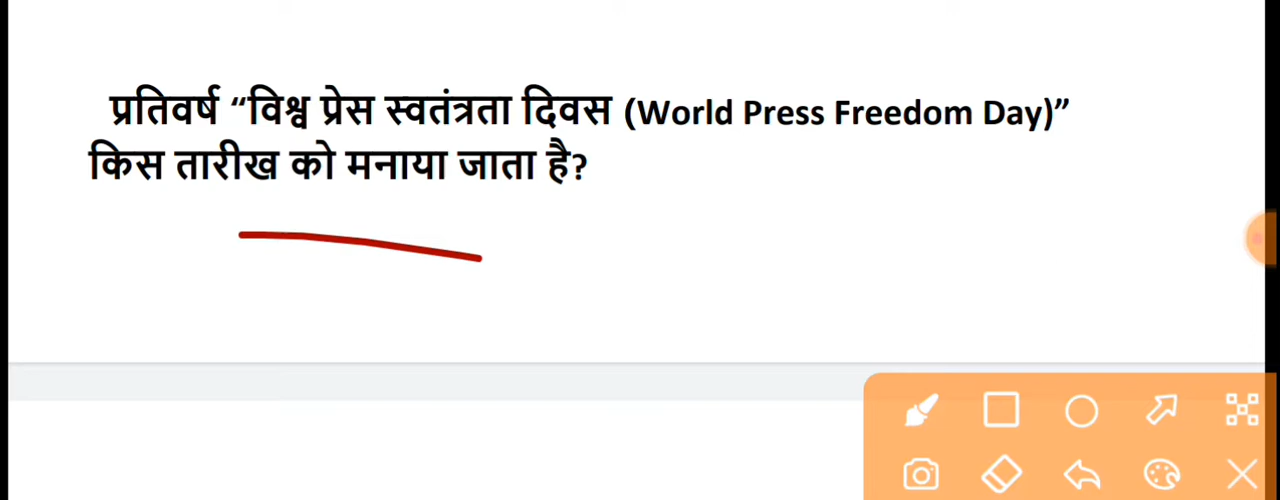 प्रतिवर्ष “विश्व प्रेस स्वतंत्रता दिवस (World Press Freedom Day)”
किस तारीख को मनाया जाता है?